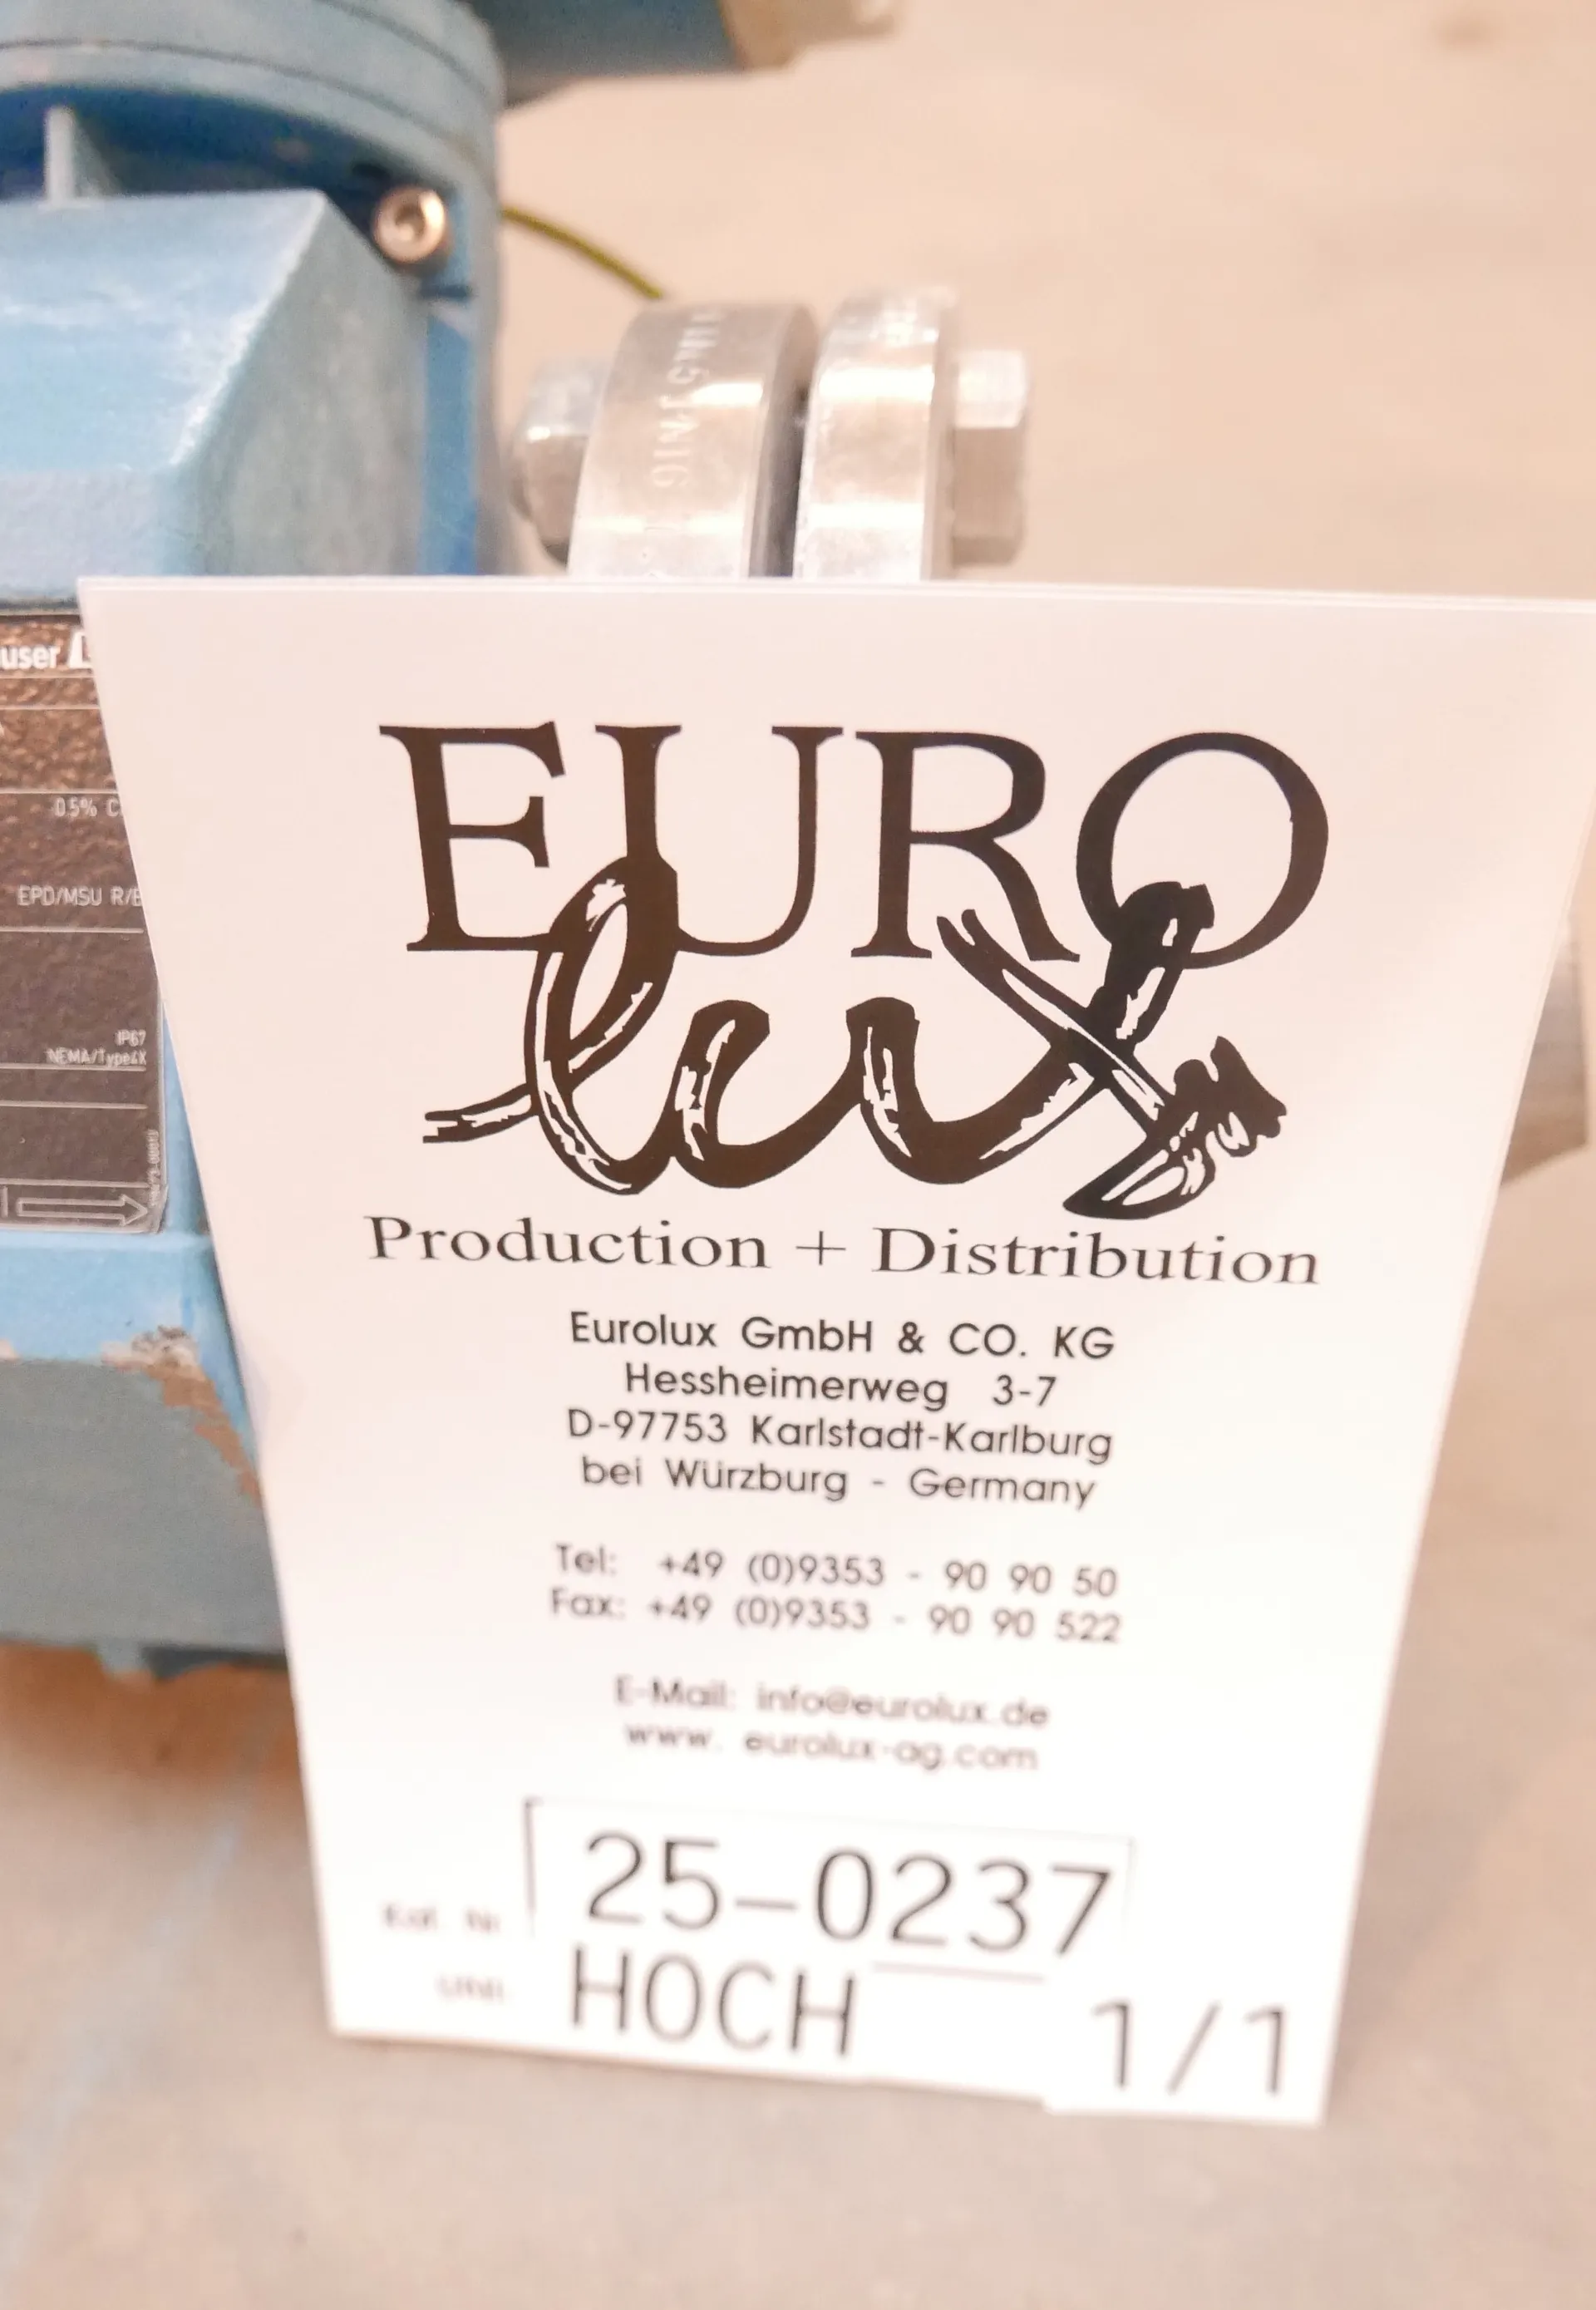 user
0.5%
EPD/MSU
IP67
NEMA/Type4X
EURO
lux
Production + Distribution
Eurolux GmbH & CO. KG
Hessheimerweg 3-7
D-97753 Karlstadt-Karlburg
bei Würzburg - Germany
Tel: +49 (0)9353 - 90 90 50
Fax: +49 (0)9353 - 90 90 522
E-Mail: info@eurolux.de
www. eurolux-ag.com
25-0237
HOCH
1/1